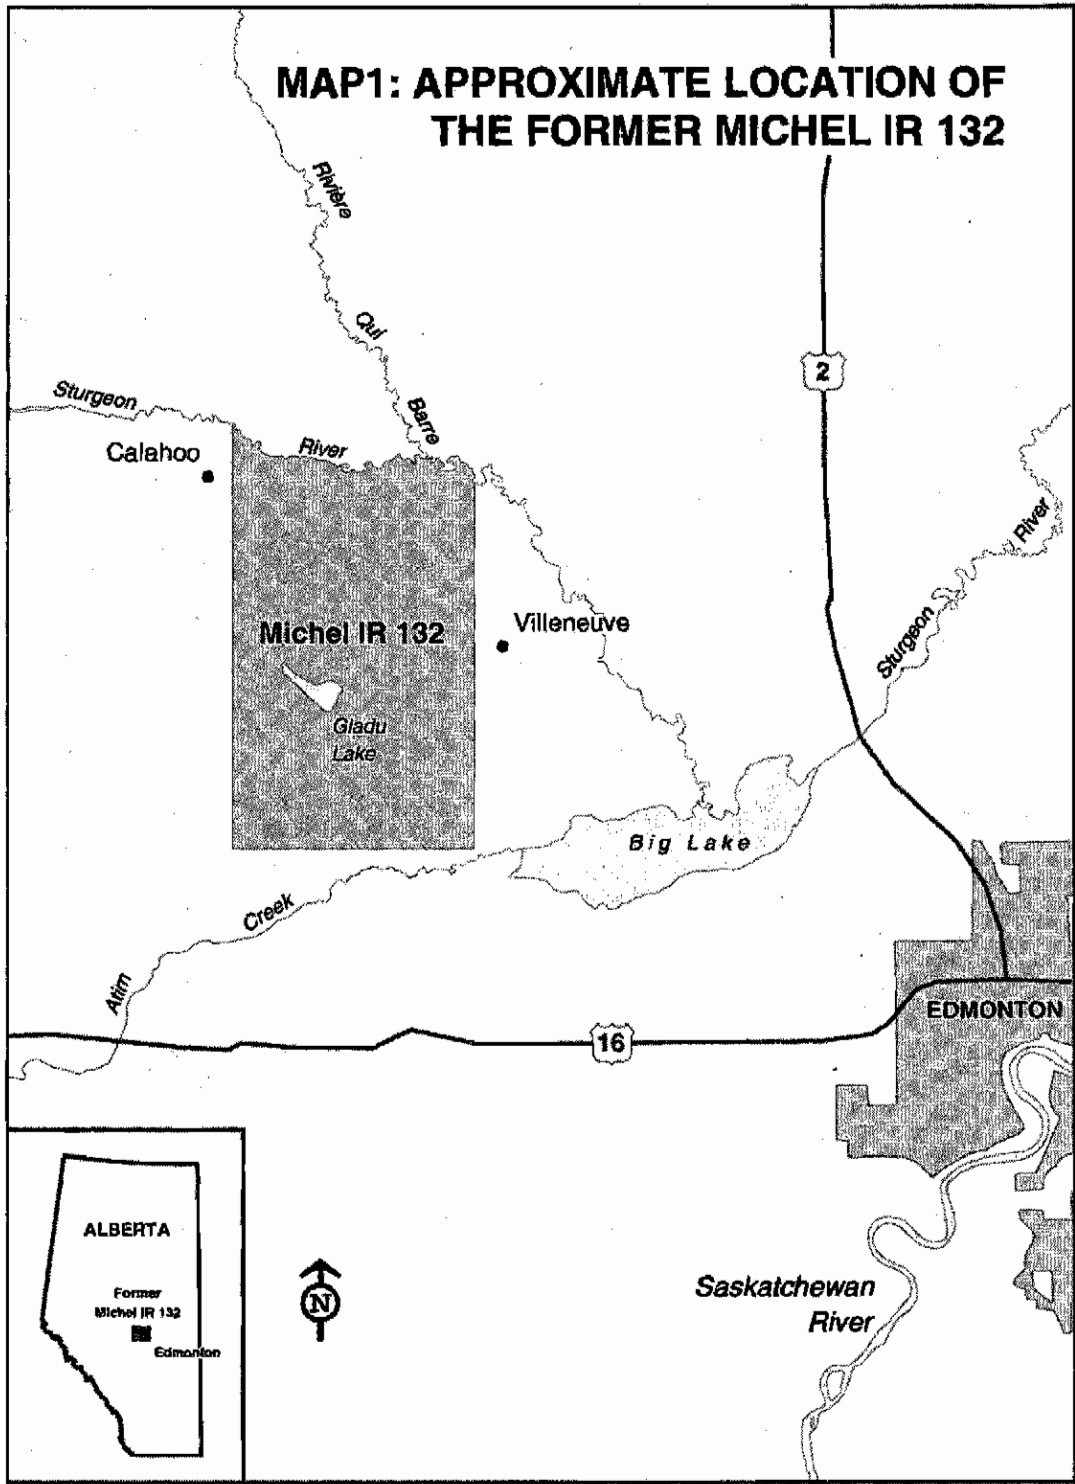 MAP1: APPROXIMATE LOCATION OF
THE FORMER MICHEL IR 132
Rivière
Qui
Barre
2
Sturgeon
River
Calahoo
River
Sturgeon
Michel IR 132
Villeneuve
Gladu
Lake
Big Lake
Creek
Atim
EDMONTON
16
ALBERTA
Former
Michel IR 132
Edmonton
N
Saskatchewan
River